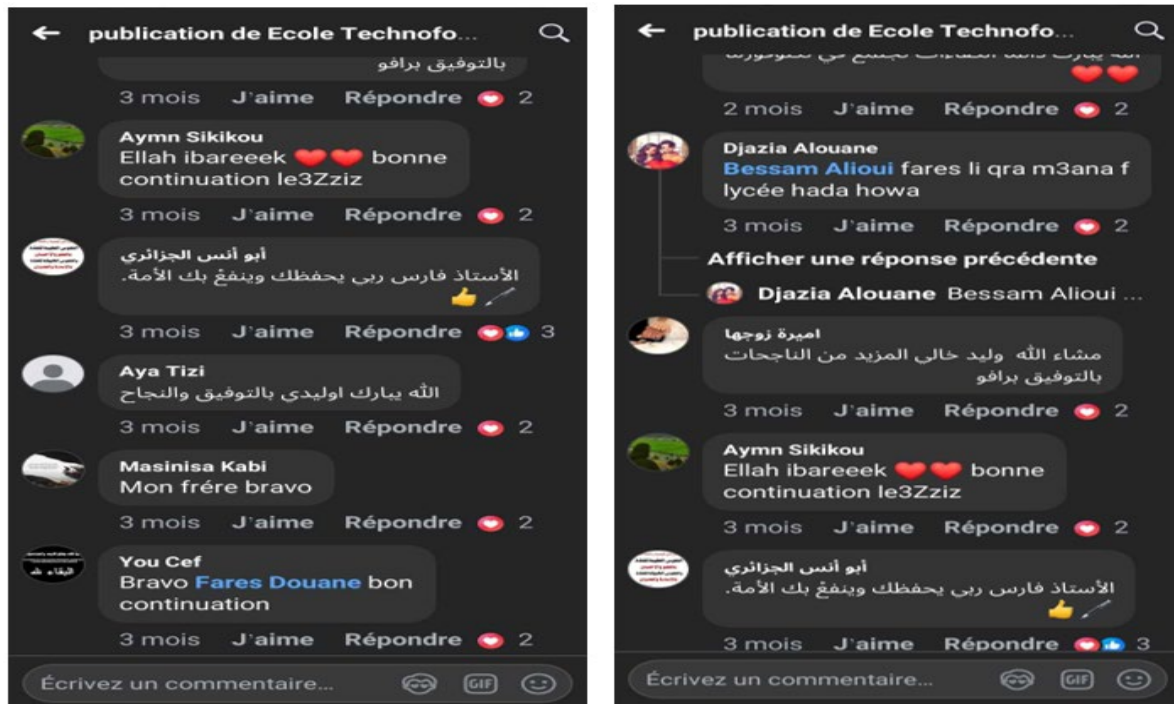 publication de Ecole Technofo...
بالتوفيق برافو
3 mois J'aime Répondre 2
Aymn Sikikou
Ellah ibareeek ❤️❤️ bonne
continuation le3Zziz
3 mois J'aime Répondre 2
أبو أنس الجزائري
الأستاذ فارس ربي يحفظك وينفعْ بك الأمة.
👍🖊️
3 mois J'aime Répondre 3
Aya Tizi
الله يبارك اوليدي بالتوفيق والنجاح
3 mois J'aime Répondre 2
Masinisa Kabi
Mon frére bravo
3 mois J'aime Répondre 2
You Cef
Bravo Fares Douane bon
continuation
3 mois J'aime Répondre 2
البقاء لله
Écrivez un commentaire...
GIF
publication de Ecole Technofo...
❤️❤️
2 mois J'aime Répondre 2
Djazia Alouane
Bessam Alioui fares li qra m3ana f
lycée hada howa
3 mois J'aime Répondre 2
Afficher une réponse précédente
Djazia Alouane Bessam Alioui ...
اميرة زوجها
مشاء الله وليد خالي المزيد من الناجحات
بالتوفيق برافو
3 mois J'aime Répondre 2
Aymn Sikikou
Ellah ibareeek ❤️❤️ bonne
continuation le3Zziz
3 mois J'aime Répondre 2
أبو أنس الجزائري
الأستاذ فارس ربي يحفظك وينفعْ بك الأمة.
👍🖊️
3 mois J'aime Répondre 3
Écrivez un commentaire...
GIF